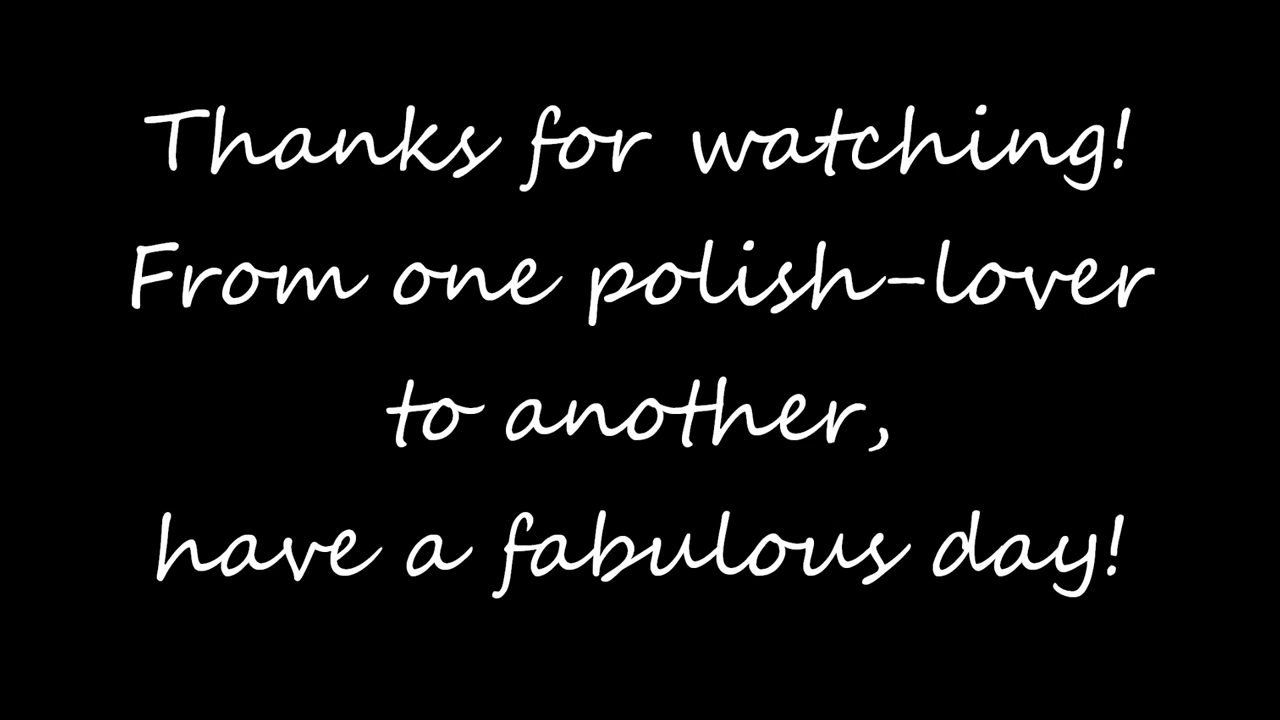 Thanks for watching!
From one polish-lover
to another,
have a fabulous day!